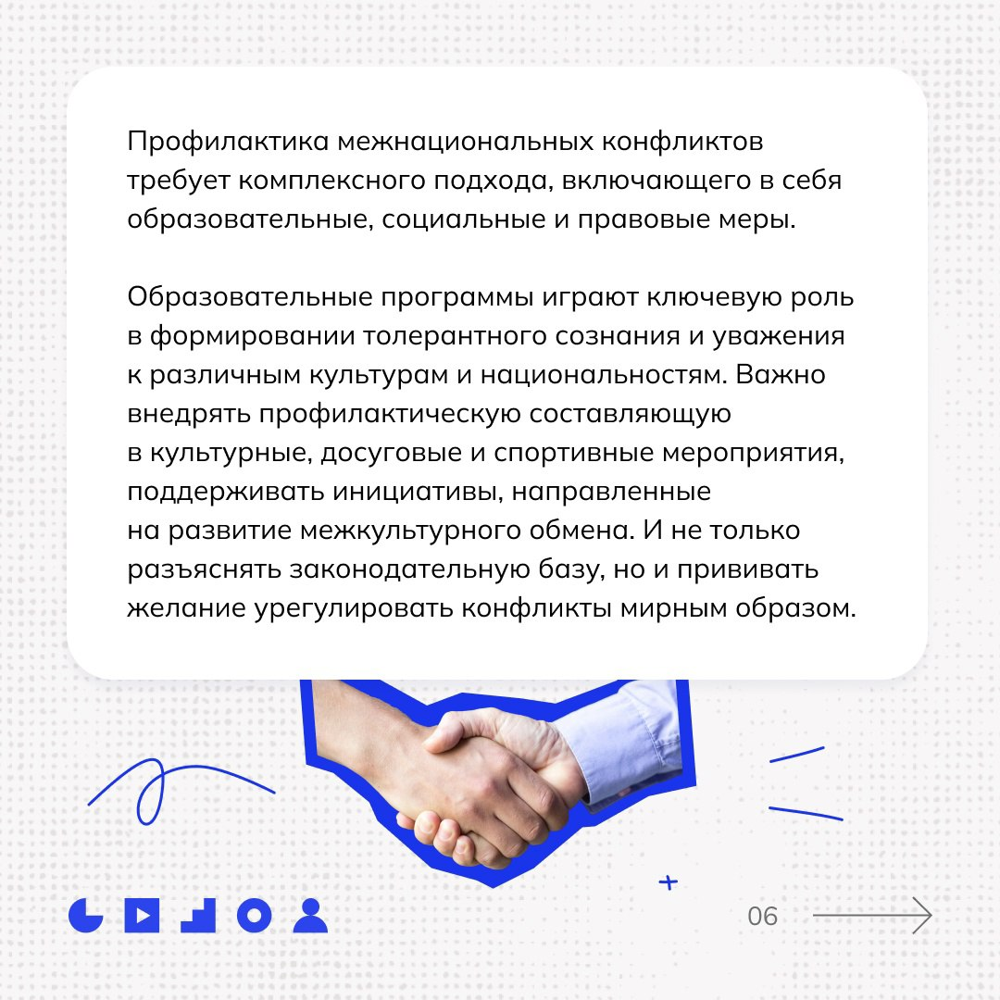 Профилактика межнациональных конфликтов
требует комплексного подхода, включающего в себя
образовательные, социальные и правовые меры.
Образовательные программы играют ключевую роль
в формировании толерантного сознания и уважения
к различным культурам и национальностям. Важно
внедрять профилактическую составляющую
в культурные, досуговые и спортивные мероприятия,
поддерживать инициативы, направленные
на развитие межкультурного обмена. И не только
разъяснять законодательную базу, но и прививать
желание урегулировать конфликты мирным образом.
06